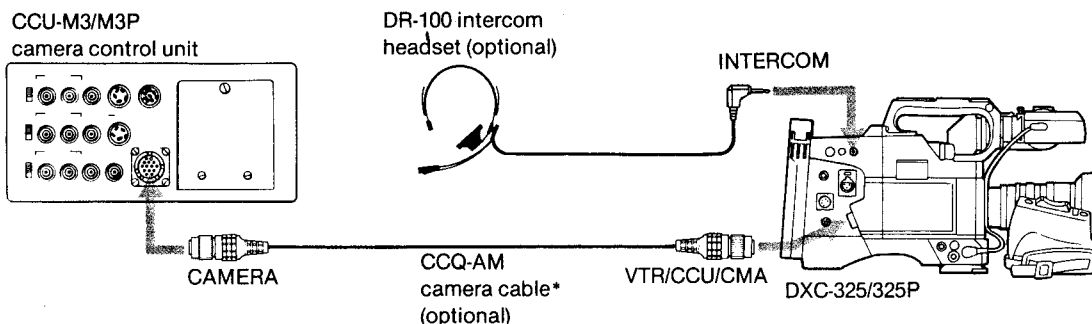 CCU-M3/M3P
camera control unit
DR-100 intercom
headset (optional)
INTERCOM
CAMERA
CCQ-AM
camera cable*
(optional)
VTR/CCU/CMA
DXC-325/325P